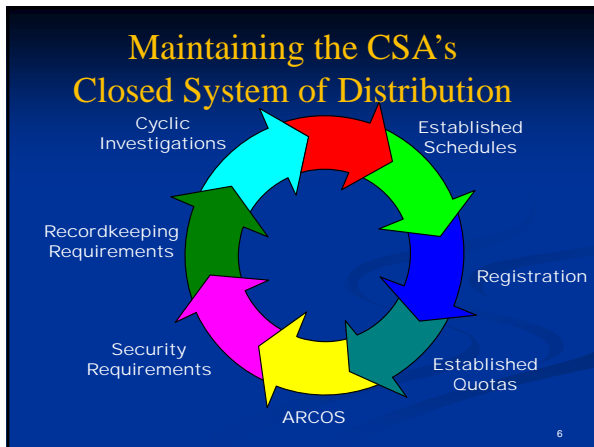 Maintaining the CSA's
Closed System of Distribution
Cyclic
Investigations
Established
Schedules
Recordkeeping
Requirements
Registration
Security
Requirements
Established
Quotas
ARCOS
6